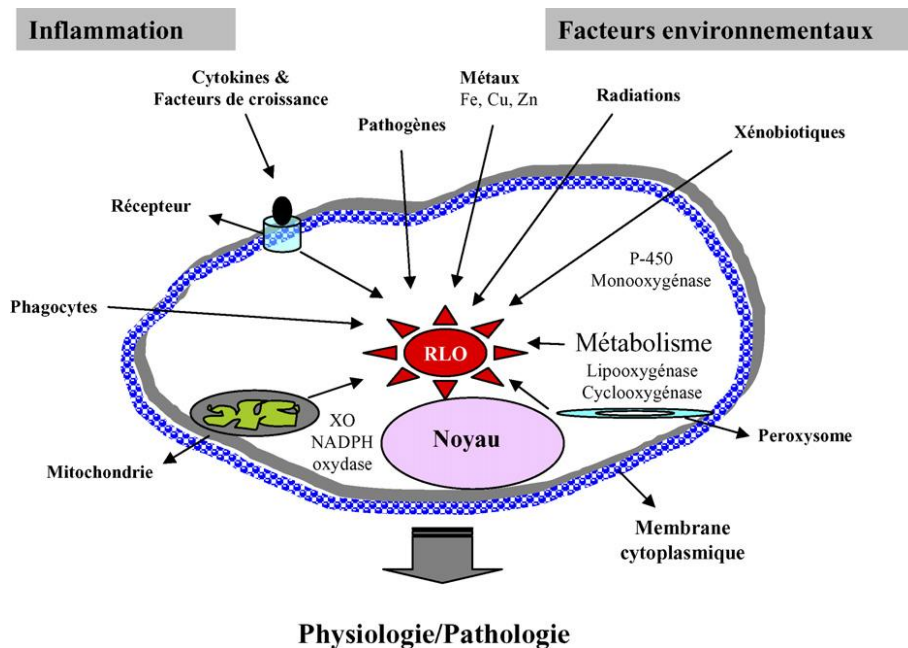 Inflammation
Facteurs environnementaux
Cytokines &
Facteurs de croissance
Pathogènes
Métaux
Fe, Cu, Zn
Radiations
Xénobiotiques
Récepteur
P-450
Monooxygénase
Phagocytes
RLO
Métabolisme
Lipooxygénase
Cyclooxygénase
XO
NADPH
oxydase
Noyau
Peroxysome
Mitochondrie
Membrane
cytoplasmique
Physiologie/Pathologie